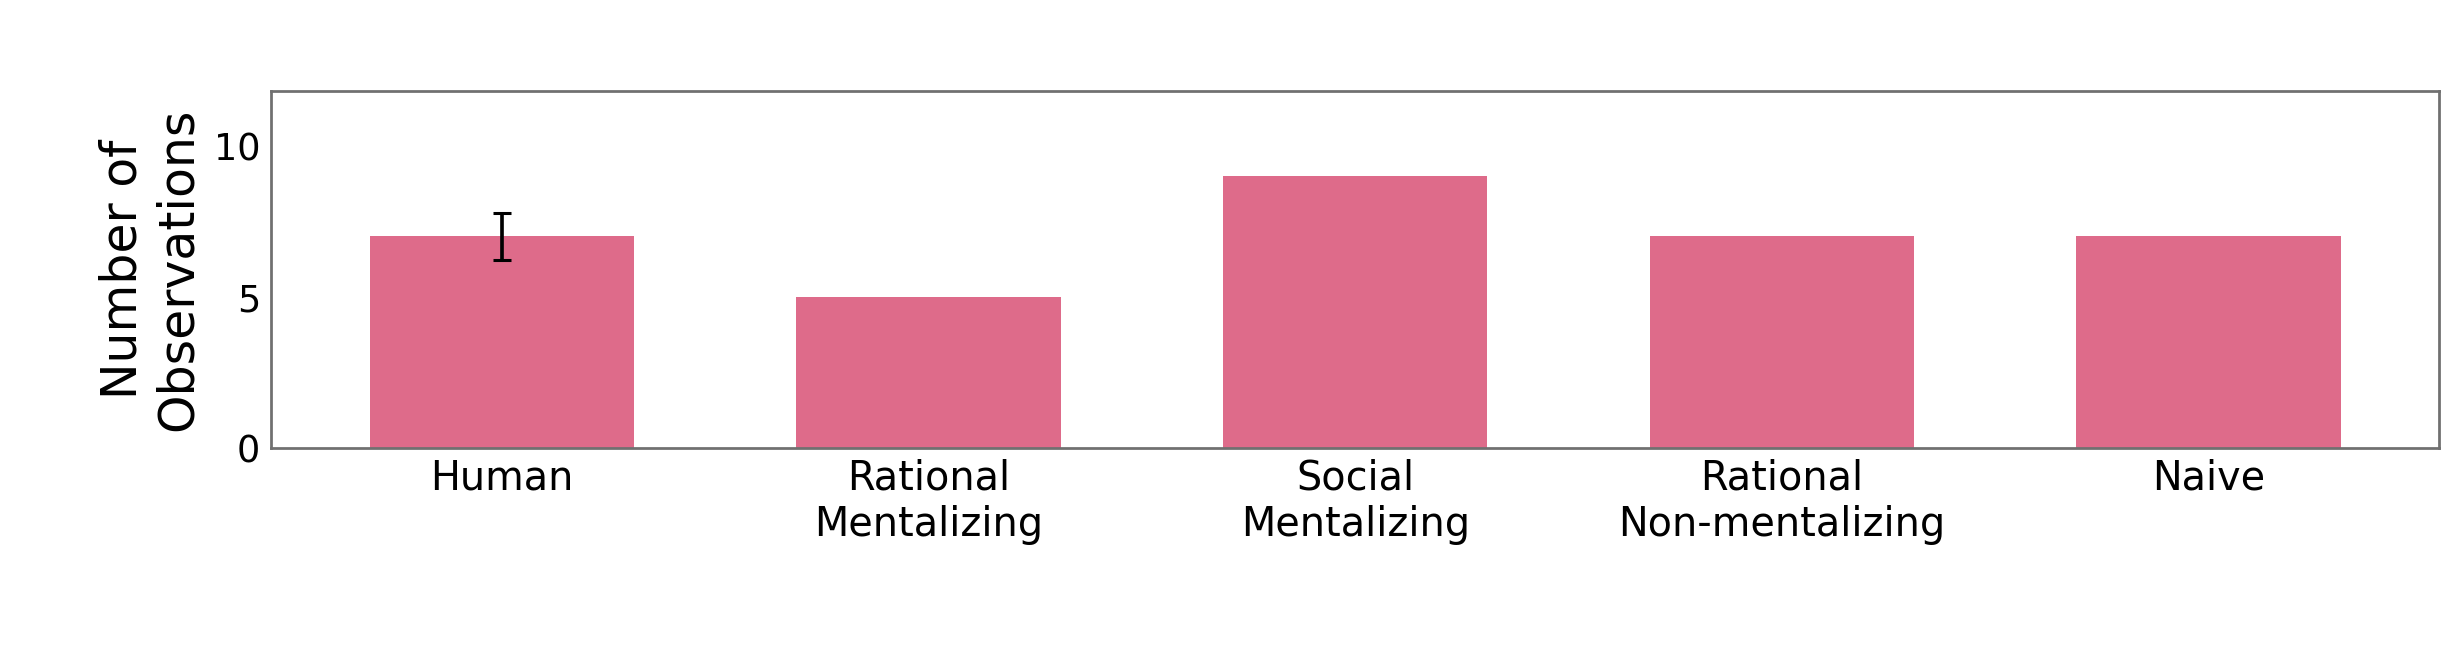 Number of
Observations
10
5
0
Human
Rational
Mentalizing
Social
Mentalizing
Rational
Non-mentalizing
Naive